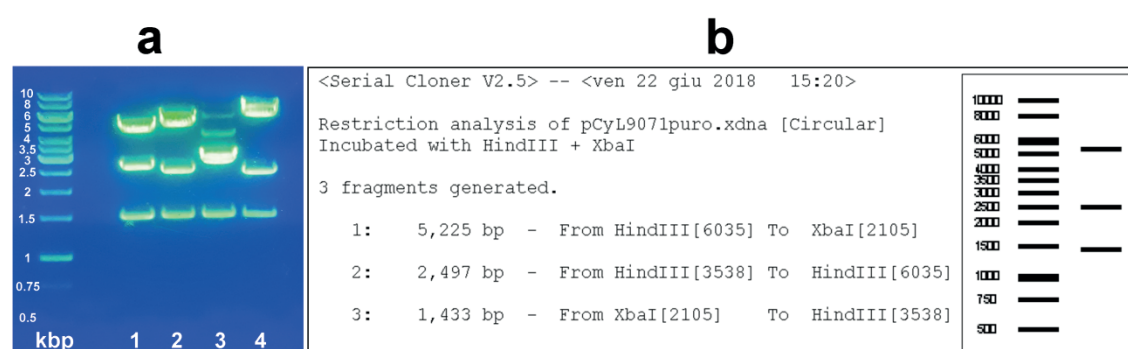 a
b
10
8
6
5
4
3.5
3
2.5
2
1.5
1
0.75
0.5
kbp 1 2 3 4
<Serial Cloner V2.5> -- <ven 22 giu 2018 15:20>
Restriction analysis of pCyL9071puro.xdna [Circular]
Incubated with HindIII + XbaI
3 fragments generated.
1: 5,225 bp - From HindIII[6035] To XbaI[2105]
2: 2,497 bp - From HindIII[3538] To HindIII[6035]
3: 1,433 bp - From XbaI[2105] To HindIII[3538]
10000
8000
6000
5000
4000
3500
3000
2500
2000
1500
1000
750
500